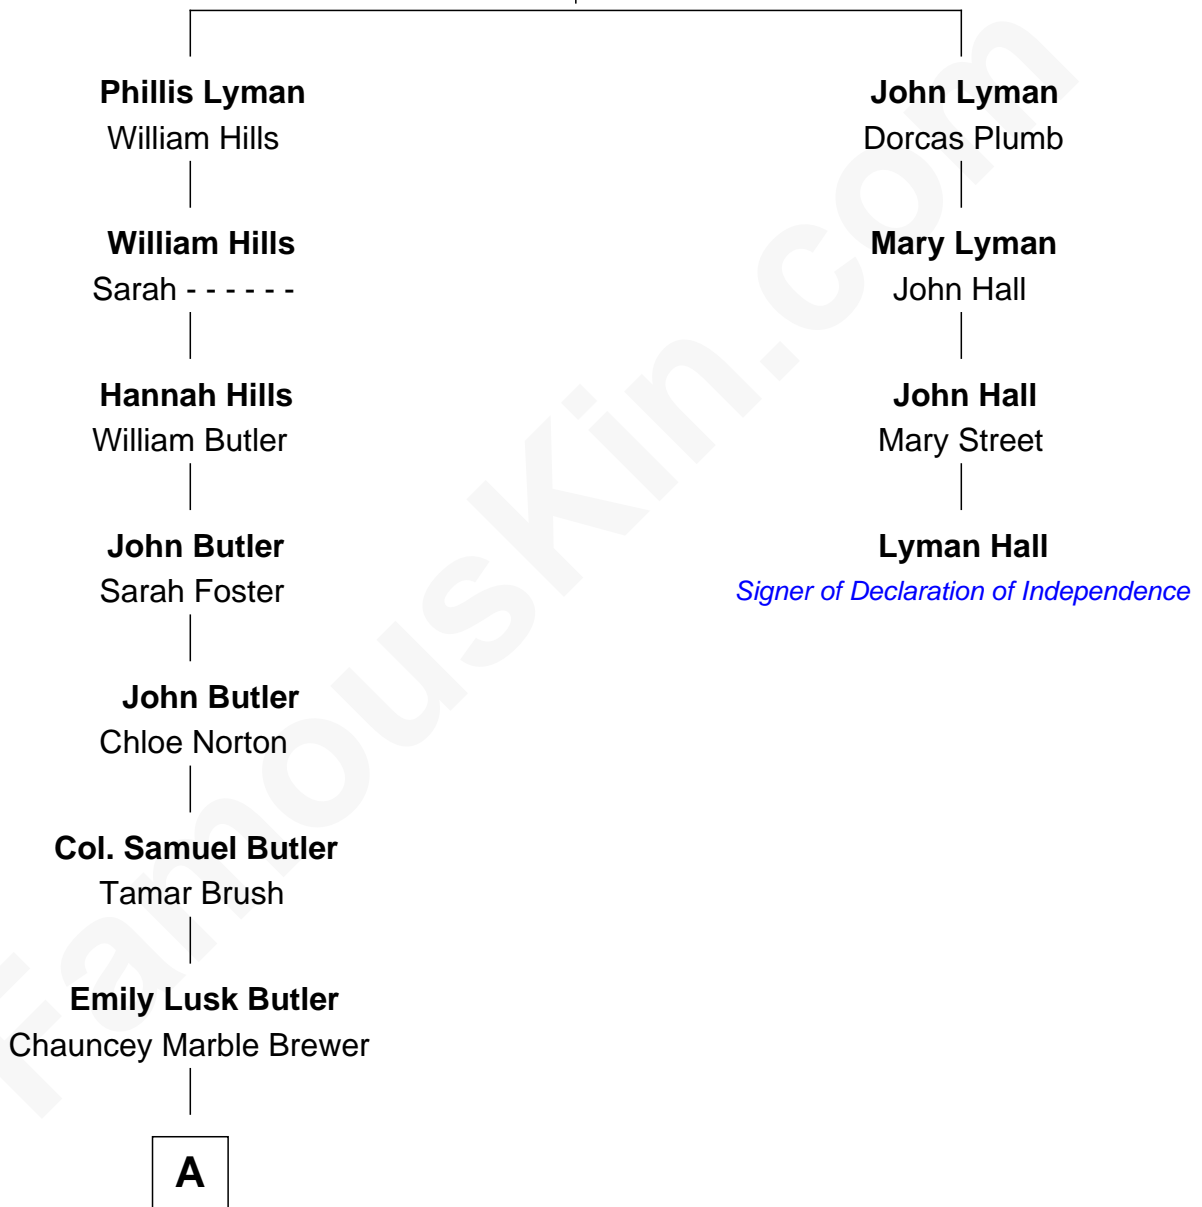 Phillis Lyman
William Hills
William Hills
Sarah - - - - - -
Hannah Hills
William Butler
John Butler
Sarah Foster
John Butler
Chloe Norton
Col. Samuel Butler
Tamar Brush
Emily Lusk Butler
Chauncey Marble Brewer
A
John Lyman
Dorcas Plumb
Mary Lyman
John Hall
John Hall
Mary Street
Lyman Hall
Signer of Declaration of Independence
FamousKin.com